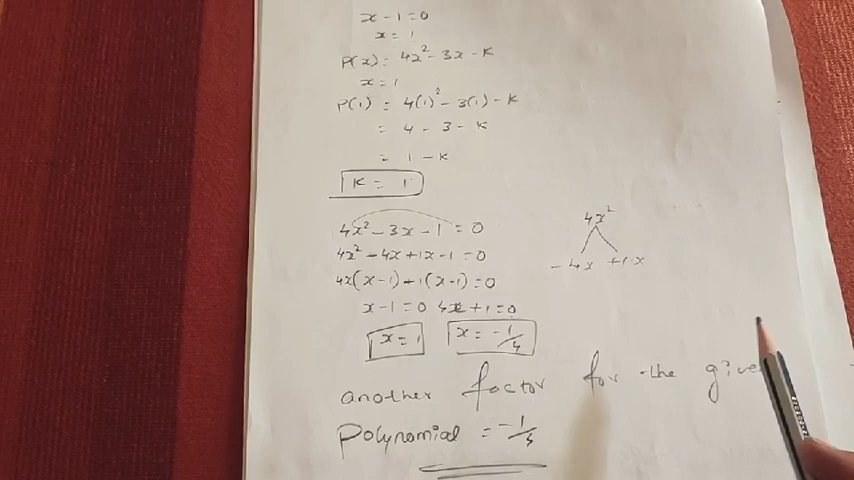 x - 1 = 0
x = 1
P(x) = 4x² - 3x - K
x = 1
P(1) = 4(1)² - 3(1) - K
= 4 - 3 - K
= 1 - K
K = 1
4x² - 3x - 1 = 0
4x²
4x² - 4x + 1x - 1 = 0
- 4x + 1x
4x(x - 1) + 1(x - 1) = 0
x - 1 = 0 4x + 1 = 0
x = 1 x = -1/4
another factor for the give
Polynomial = -1/4